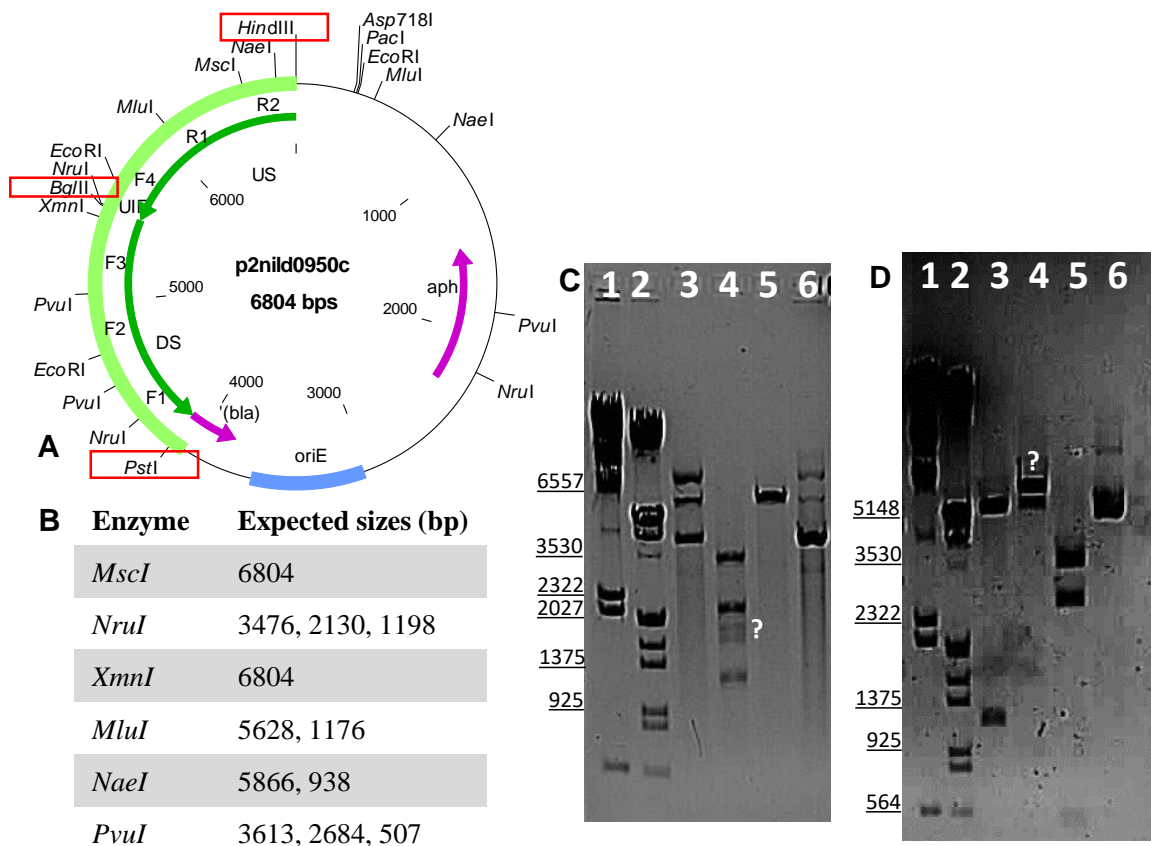 HindIII
NaeI
MscI
MluI
EcoRI
NruI
BglII
XmnI
PvuI
EcoRI
PvuI
NruI
PstI
Asp718I
PacI
EcoRI
MluI
NaeI
PvuI
NruI
R2
R1
F4
F3
F2
F1
US
DS
6000
1000
5000
2000
4000
3000
p2nild0950c
6804 bps
aph
'(bla)
oriE
A
B Enzyme Expected sizes (bp)
MscI 6804
NruI 3476, 2130, 1198
XmnI 6804
MluI 5628, 1176
NaeI 5866, 938
PvuI 3613, 2684, 507
C 1 2 3 4 5 6
6557
3530
2322
2027
1375
925
?
D 1 2 3 4 5 6
?
5148
3530
2322
1375
925
564